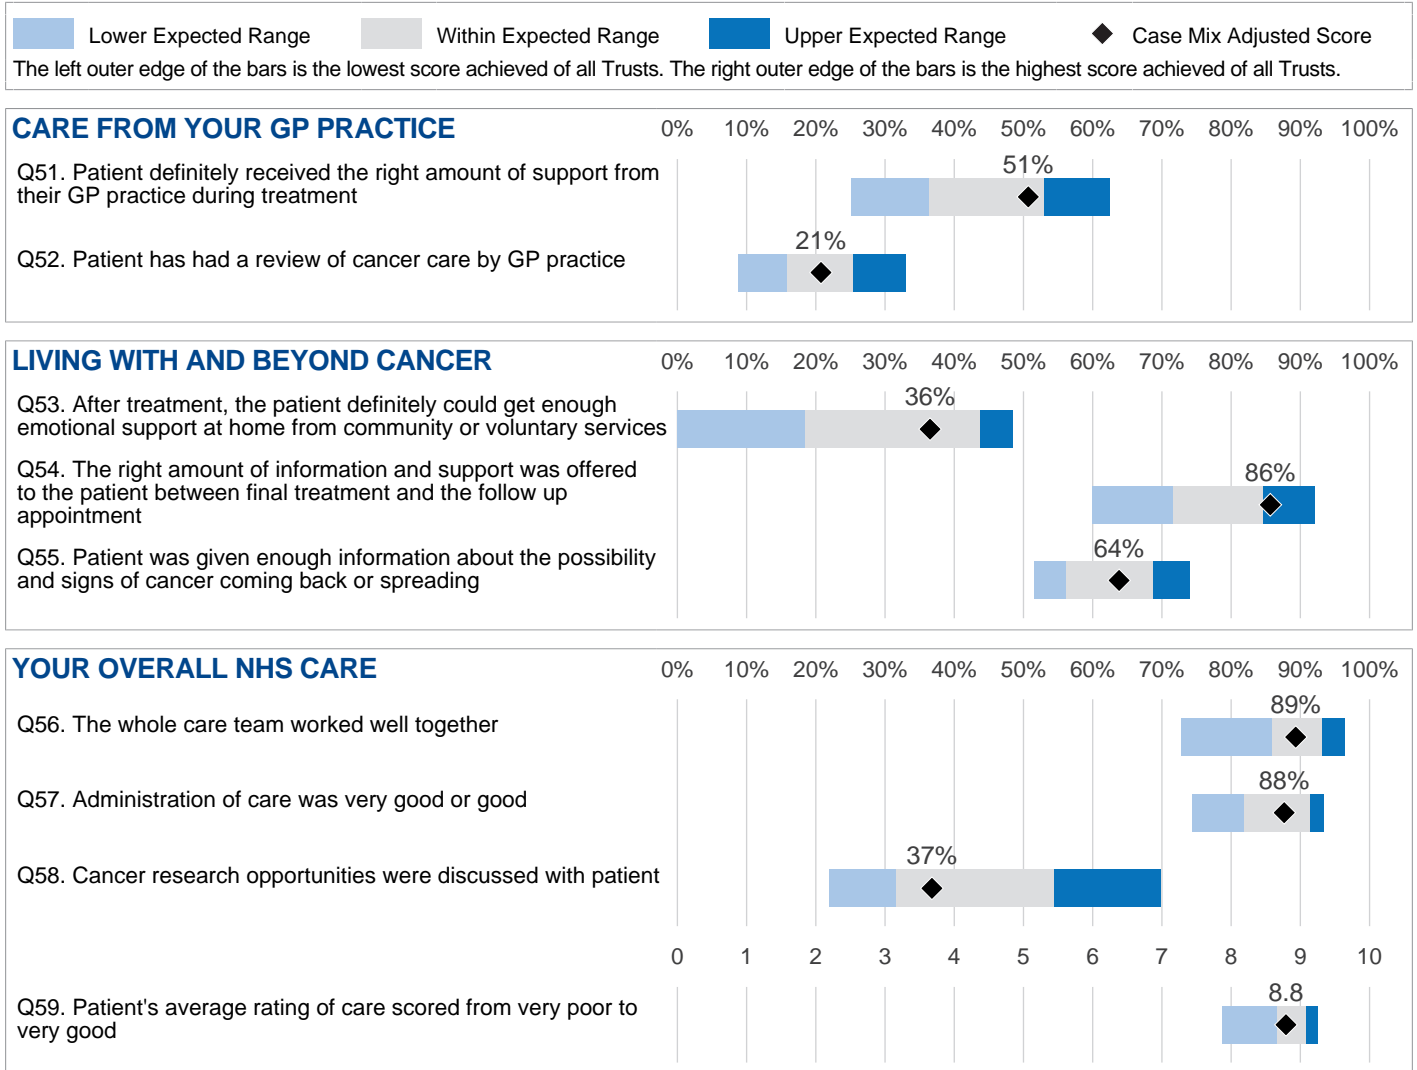 Lower Expected Range Within Expected Range Upper Expected Range Case Mix Adjusted Score
The left outer edge of the bars is the lowest score achieved of all Trusts. The right outer edge of the bars is the highest score achieved of all Trusts.
CARE FROM YOUR GP PRACTICE 0% 10% 20% 30% 40% 50% 60% 70% 80% 90% 100%
51%
Q51. Patient definitely received the right amount of support from
their GP practice during treatment
21%
Q52. Patient has had a review of cancer care by GP practice
LIVING WITH AND BEYOND CANCER 0% 10% 20% 30% 40% 50% 60% 70% 80% 90% 100%
36%
Q53. After treatment, the patient definitely could get enough
emotional support at home from community or voluntary services
Q54. The right amount of information and support was offered
86%
to the patient between final treatment and the follow up
appointment
64%
Q55. Patient was given enough information about the possibility
and signs of cancer coming back or spreading
YOUR OVERALL NHS CARE 0% 10% 20% 30% 40% 50% 60% 70% 80% 90% 100%
89%
Q56. The whole care team worked well together
88%
Q57. Administration of care was very good or good
37%
Q58. Cancer research opportunities were discussed with patient
0 1 2 3 4 5 6 7 8 9 10
8.8
Q59. Patient's average rating of care scored from very poor to
very good